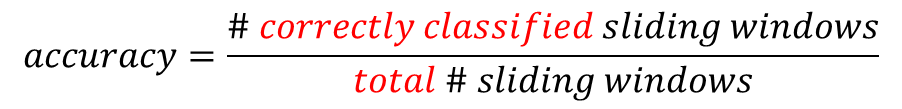 # correctly classified sliding windows
accuracy =
total # sliding windows